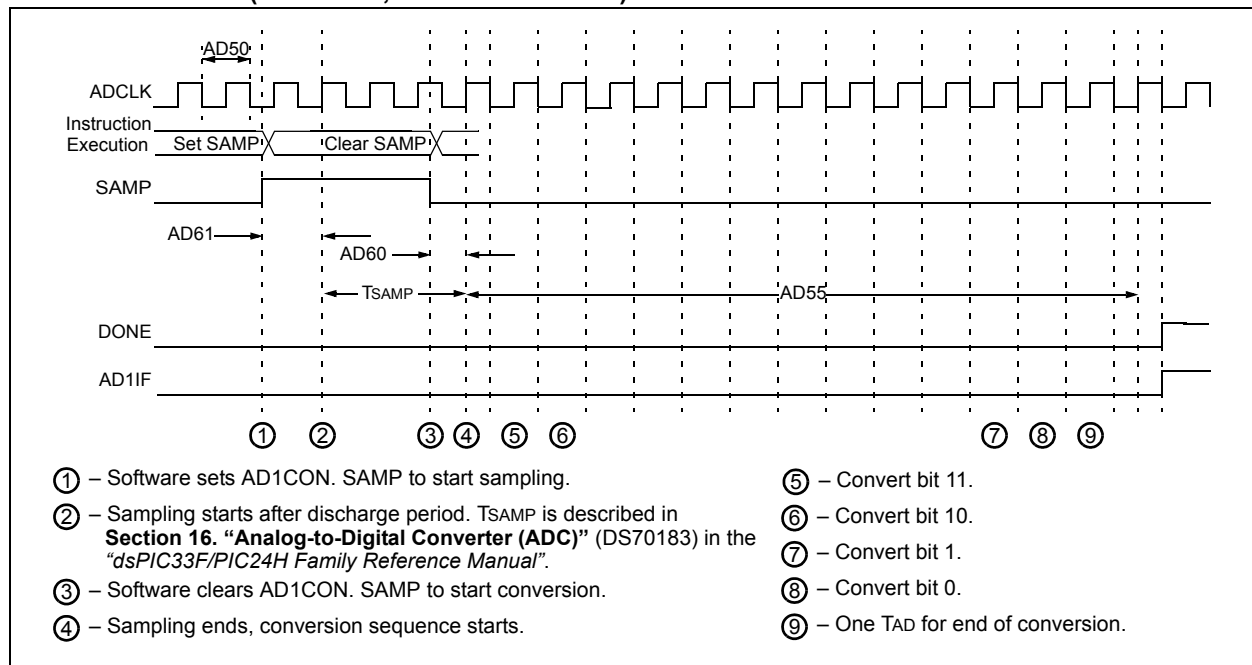 AD50
ADCLK
Instruction
Execution
Set SAMP
Clear SAMP
SAMP
AD61
AD60
TSAMP
AD55
DONE
AD1IF
1 2 3 4 5 6 7 8 9
1 – Software sets AD1CON. SAMP to start sampling.
2 – Sampling starts after discharge period. TSAMP is described in
Section 16. “Analog-to-Digital Converter (ADC)” (DS70183) in the
“dsPIC33F/PIC24H Family Reference Manual”.
3 – Software clears AD1CON. SAMP to start conversion.
4 – Sampling ends, conversion sequence starts.
5 – Convert bit 11.
6 – Convert bit 10.
7 – Convert bit 1.
8 – Convert bit 0.
9 – One TAD for end of conversion.